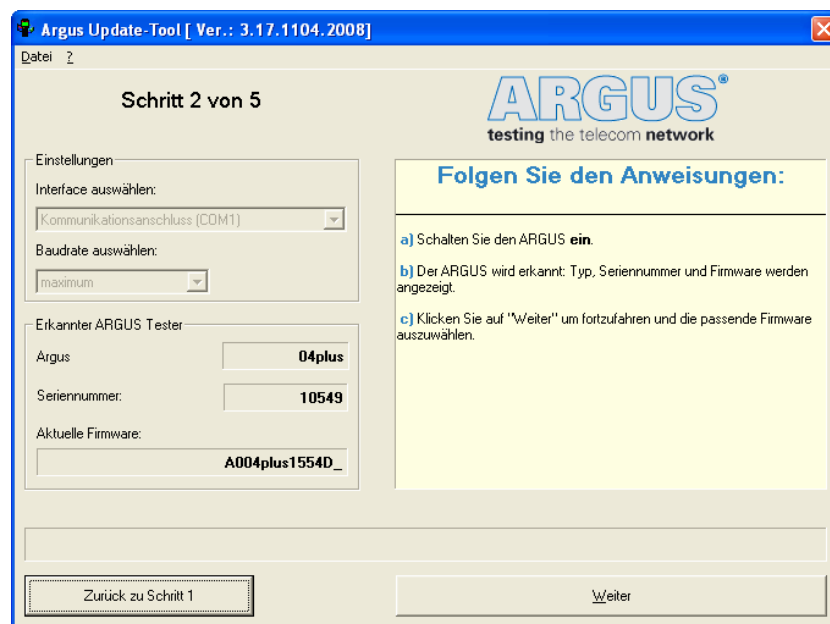 Argus Update-Tool [ Ver.: 3.17.1104.2008]
Datei ?
Schritt 2 von 5
ARGUS®
testing the telecom network
Einstellungen
Interface auswählen:
Kommunikationsanschluss (COM1)
Baudrate auswählen:
maximum
Erkannter ARGUS Tester
Argus 04plus
Seriennummer: 10549
Aktuelle Firmware:
A004plus1554D_
Folgen Sie den Anweisungen:
a) Schalten Sie den ARGUS ein.
b) Der ARGUS wird erkannt: Typ, Seriennummer und Firmware werden
angezeigt.
c) Klicken Sie auf "Weiter" um fortzufahren und die passende Firmware
auszuwählen.
Zurück zu Schritt 1
Weiter